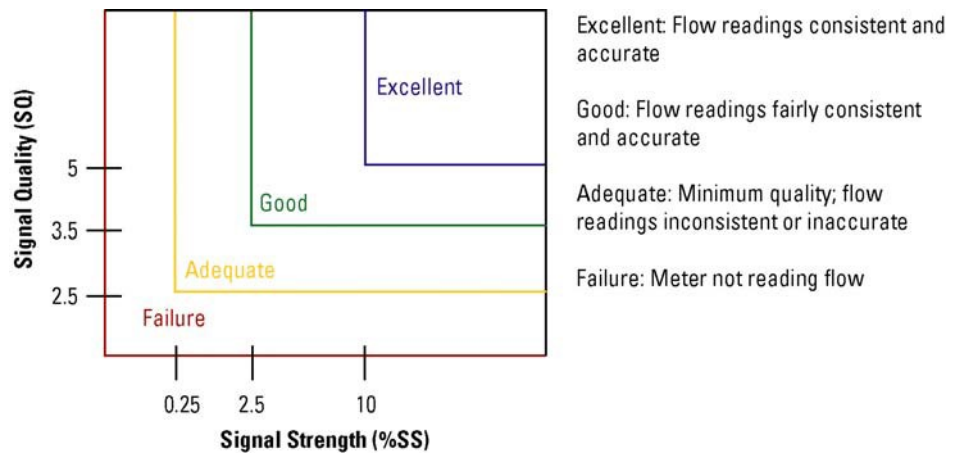 Signal Quality (SQ)
5
3.5
2.5
Excellent
Good
Adequate
Failure
0.25 2.5 10
Signal Strength (%SS)
Excellent: Flow readings consistent and
accurate
Good: Flow readings fairly consistent
and accurate
Adequate: Minimum quality; flow
readings inconsistent or inaccurate
Failure: Meter not reading flow